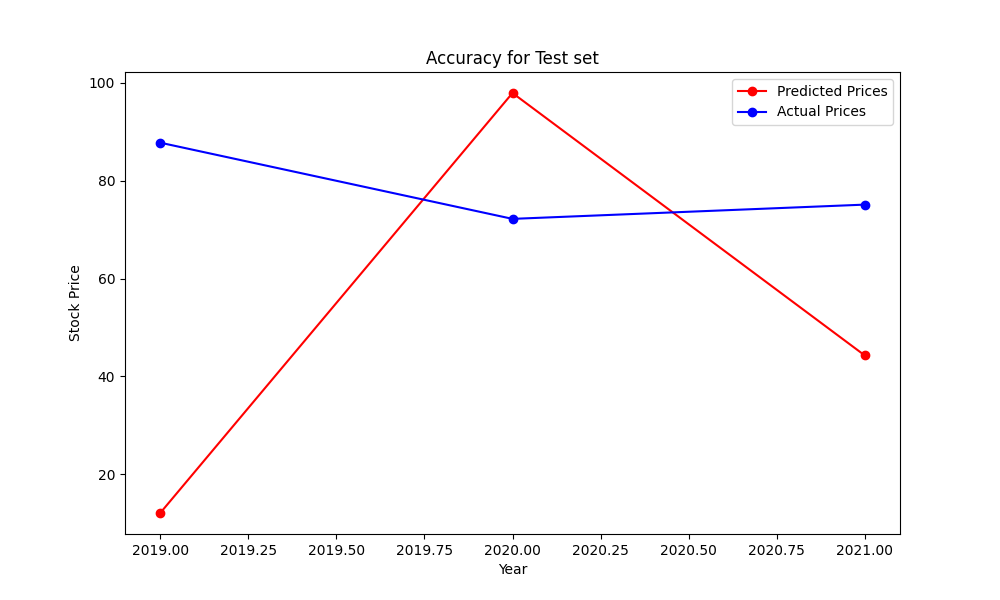 Accuracy for Test set
Predicted Prices
Actual Prices
100
80
60
40
20
Stock Price
2019.00 2019.25 2019.50 2019.75 2020.00 2020.25 2020.50 2020.75 2021.00
Year